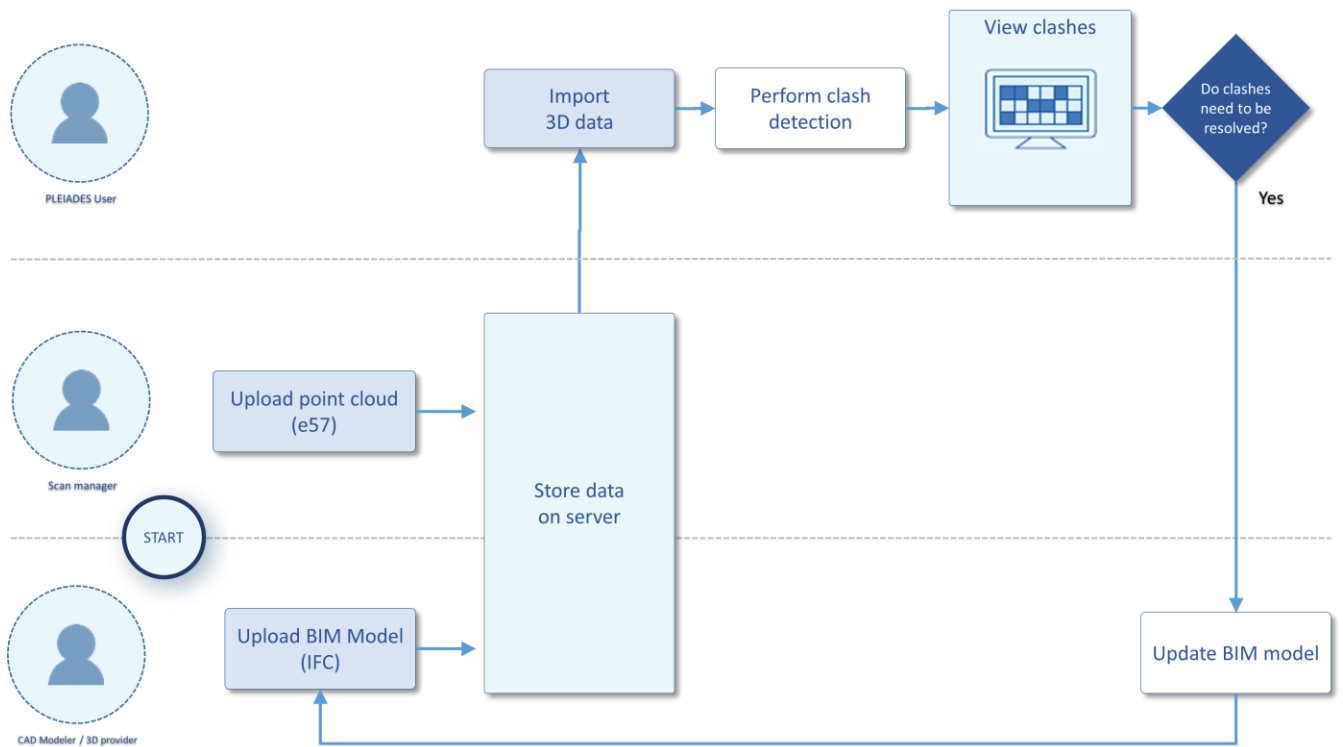 View clashes
Import
3D data
Perform clash
detection
Do clashes
need to be
resolved?
PLEIADES User
Yes
Upload point cloud
(e57)
Scan manager
Store data
on server
START
Upload BIM Model
(IFC)
Update BIM model
CAD Modeler / 3D provider